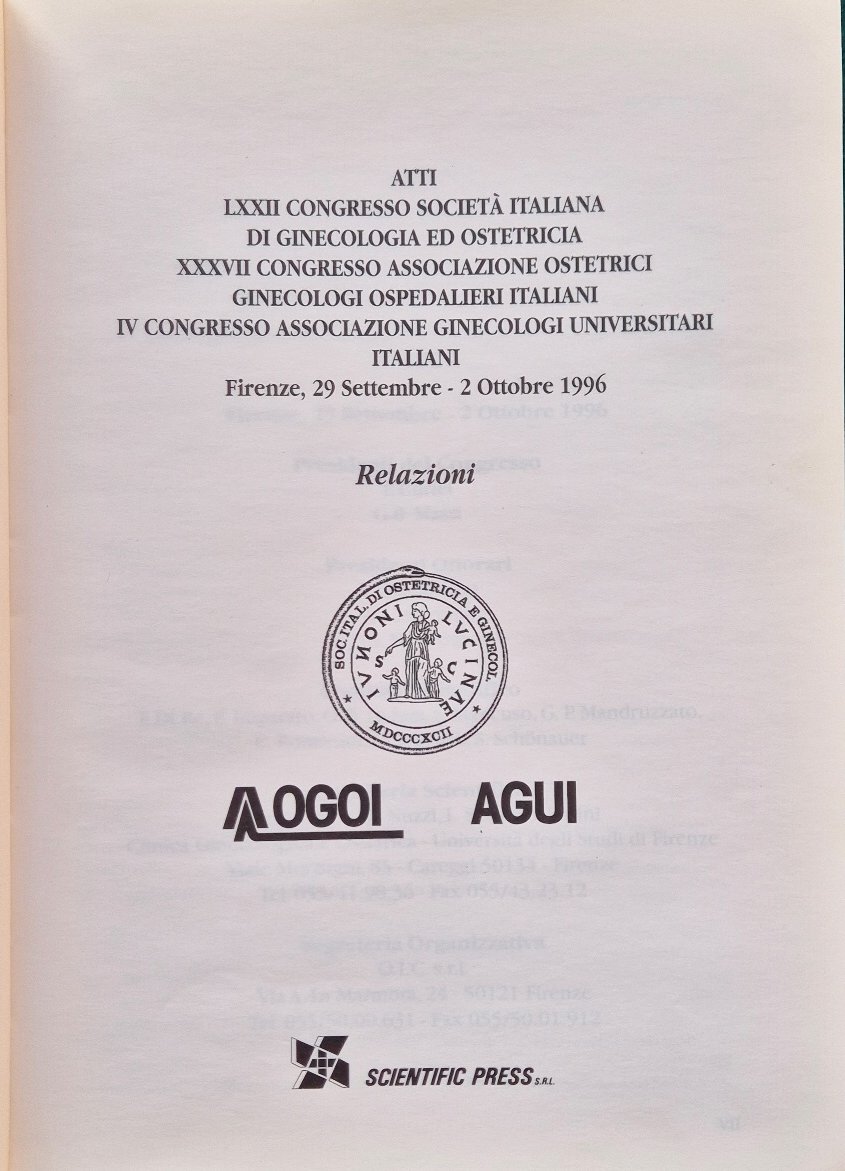 ATTI
LXXII CONGRESSO SOCIETÀ ITALIANA
DI GINECOLOGIA ED OSTETRICIA
XXXVII CONGRESSO ASSOCIAZIONE OSTETRICI
GINECOLOGI OSPEDALIERI ITALIANI
IV CONGRESSO ASSOCIAZIONE GINECOLOGI UNIVERSITARI
ITALIANI
Firenze, 29 Settembre - 2 Ottobre 1996
Relazioni
SOC. ITAL. DI OSTETRICIA E GINECOL.
IVNONI LVCINAE
S C
MDCCCXCII
AOGOI AGUI
SCIENTIFIC PRESS S.R.L.